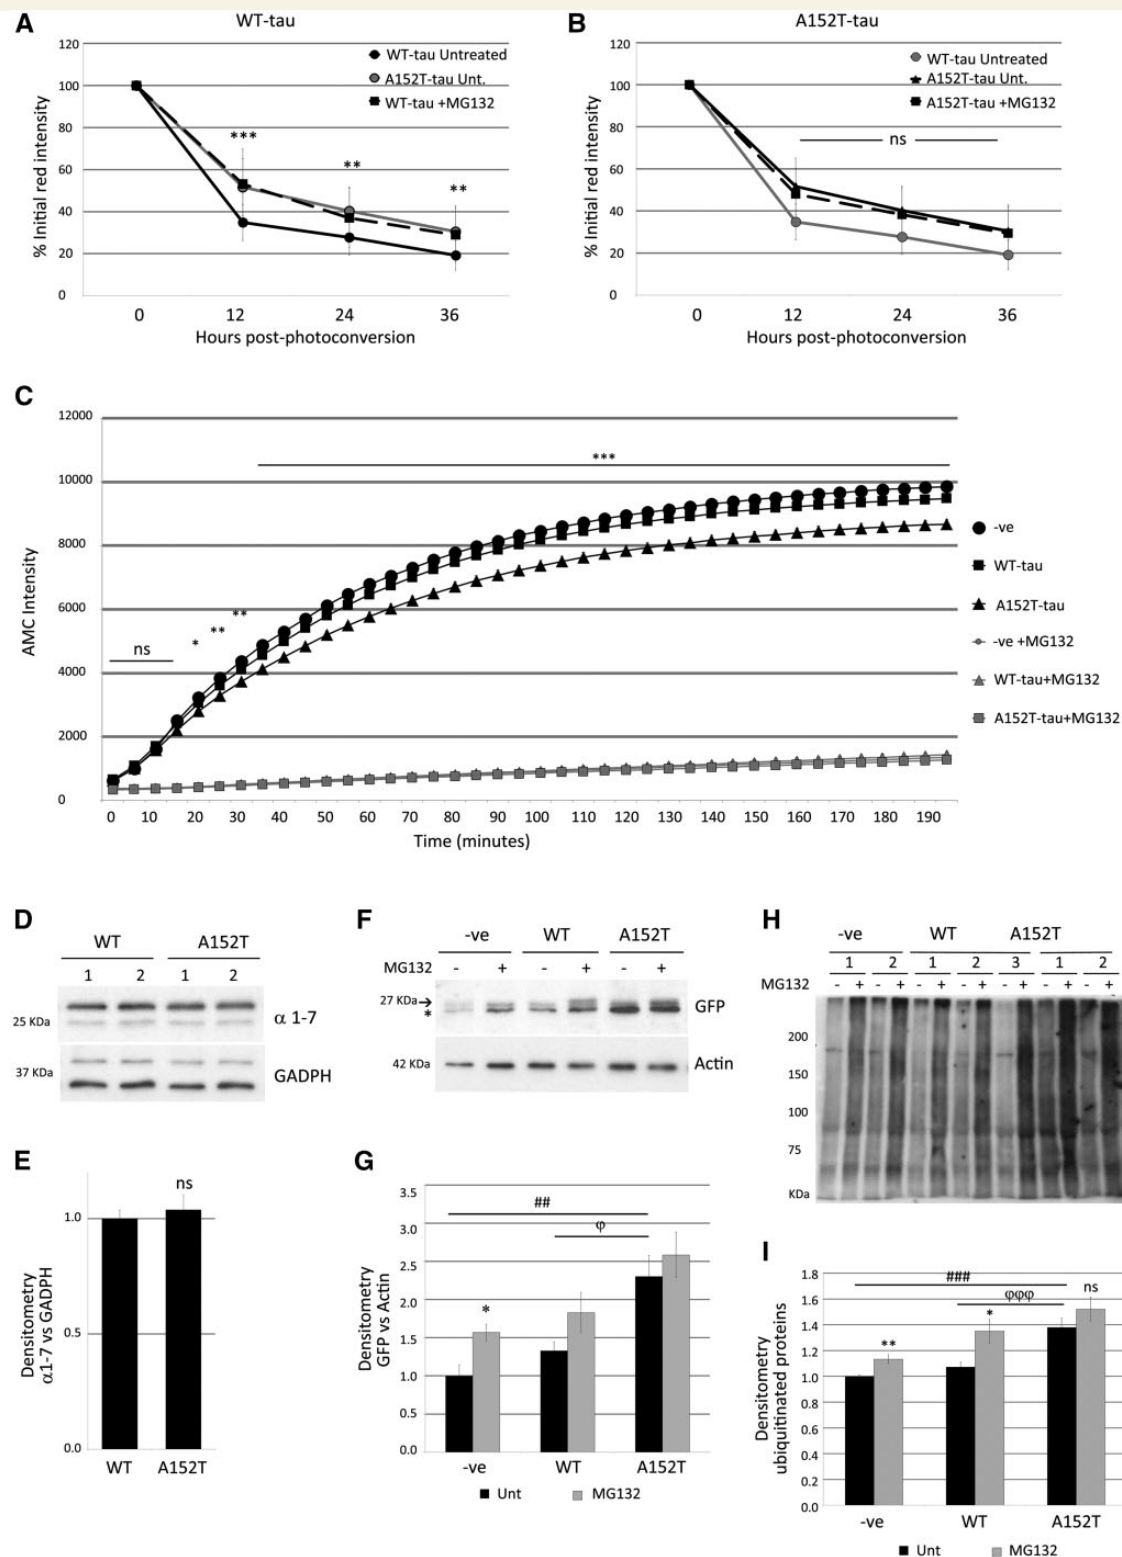 A
WT-tau
120
100
80
60
40
20
0
% Initial red intensity
WT-tau Untreated
A152T-tau Unt.
WT-tau +MG132
***
**
**
0 12 24 36
Hours post-photoconversion
B
A152T-tau
120
100
80
60
40
20
0
% Initial red intensity
WT-tau Untreated
A152T-tau Unt.
A152T-tau +MG132
ns
0 12 24 36
Hours post-photoconversion
C
12000
10000
8000
6000
4000
2000
0
AMC Intensity
ns
*
**
**
***
-ve
WT-tau
A152T-tau
-ve +MG132
WT-tau+MG132
A152T-tau+MG132
0 10 20 30 40 50 60 70 80 90 100 110 120 130 140 150 160 170 180 190
Time (minutes)
D
WT A152T
1 2 1 2
25 KDa
α 1-7
37 KDa
GADPH
E
ns
1.0
0.5
0.0
Densitometry
α1-7 vs GADPH
WT A152T
F
-ve WT A152T
MG132 - + - + - +
27 KDa
*
GFP
42 KDa
Actin
G
3.5
3.0
2.5
2.0
1.5
1.0
0.5
0.0
Densitometry
GFP vs Actin
##
φ
*
-ve WT A152T
Unt MG132
H
-ve WT A152T
1 2 1 2 3 1 2
MG132 - + - + - + - + - + - + - +
200
150
100
75
KDa
I
1.8
1.6
1.4
1.2
1.0
0.8
0.6
0.4
0.2
0.0
Densitometry
ubiquitinated proteins
###
φφφ
ns
**
*
-ve WT A152T
Unt MG132